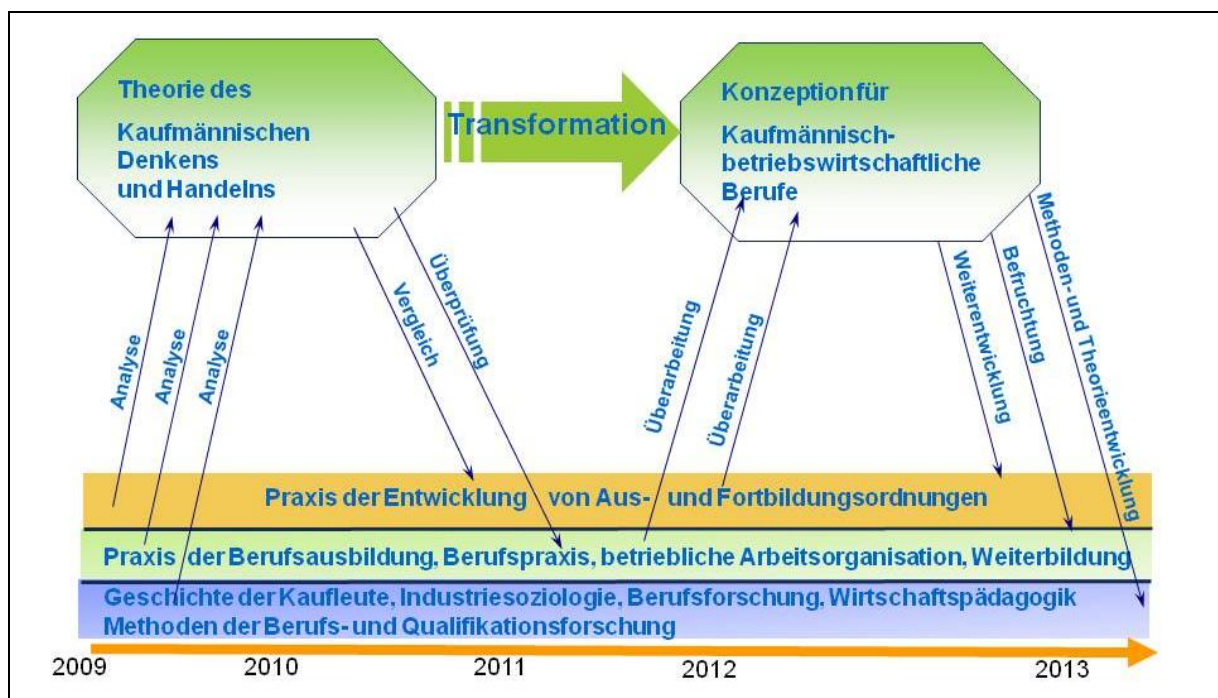 Theorie des
Kaufmännischen
Denkens
und Handelns
Transformation
Konzeption für
Kaufmännisch-
betriebswirtschaftliche
Berufe
Analyse
Analyse
Analyse
Vergleich
Überprüfung
Überarbeitung
Überarbeitung
Weiterentwicklung
Befruchtung
Methoden- und Theorieentwicklung
Praxis der Entwicklung von Aus- und Fortbildungsordnungen
Praxis der Berufsausbildung, Berufspraxis, betriebliche Arbeitsorganisation, Weiterbildung
Geschichte der Kaufleute, Industriesoziologie, Berufsforschung, Wirtschaftspädagogik
Methoden der Berufs- und Qualifikationsforschung
2009 2010 2011 2012 2013